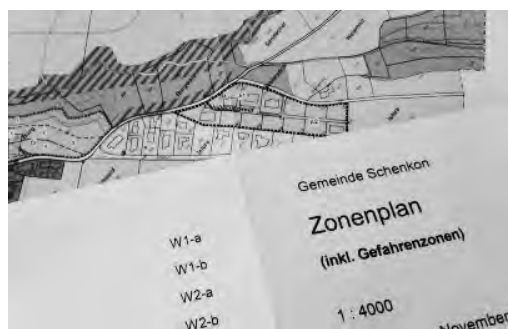 W1-a
W1-b
W2-a
W2-b
Gemeinde Schenkon
Zonenplan
(inkl. Gefahrenzonen)
1 : 4000
November